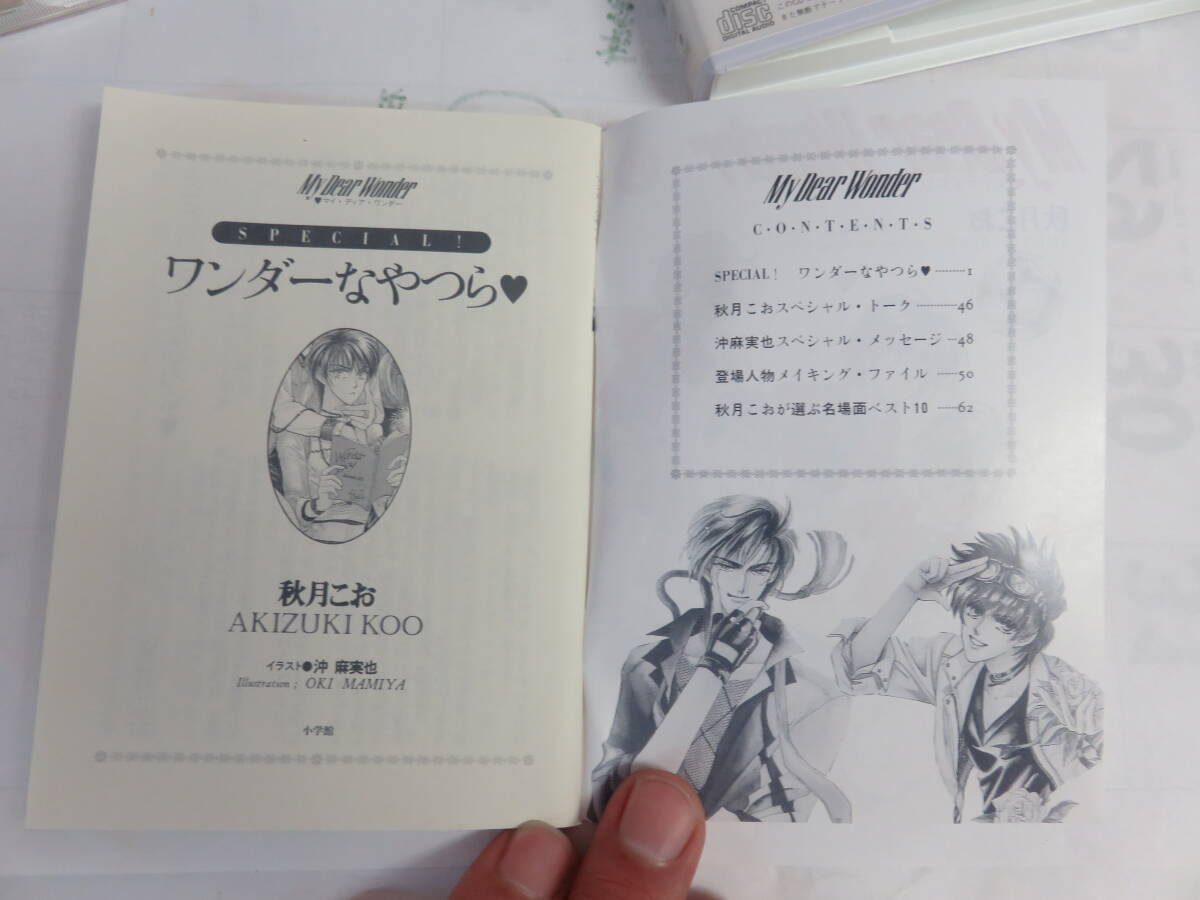 My Dear Wonder
♥マイ・ディア・ワンダー
SPECIAL!
ワンダーなやつら♥
秋月こお
AKIZUKI KOO
イラスト●沖 麻実也
Illustration ; OKI MAMIYA
小学館
My Dear Wonder
C・O・N・T・E・N・T・S
SPECIAL! ワンダーなやつら♥ ………1
秋月こおスペシャル・トーク …………46
沖麻実也スペシャル・メッセージ …48
登場人物メイキング・ファイル ……50
秋月こおが選ぶ名場面ベスト10 ……62
COMPACT
disc
DIGITAL AUDIO